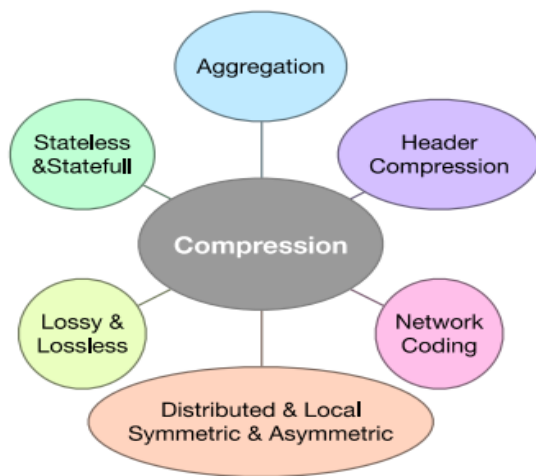 Aggregation
Stateless
&Statefull
Header
Compression
Compression
Lossy &
Lossless
Network
Coding
Distributed & Local
Symmetric & Asymmetric